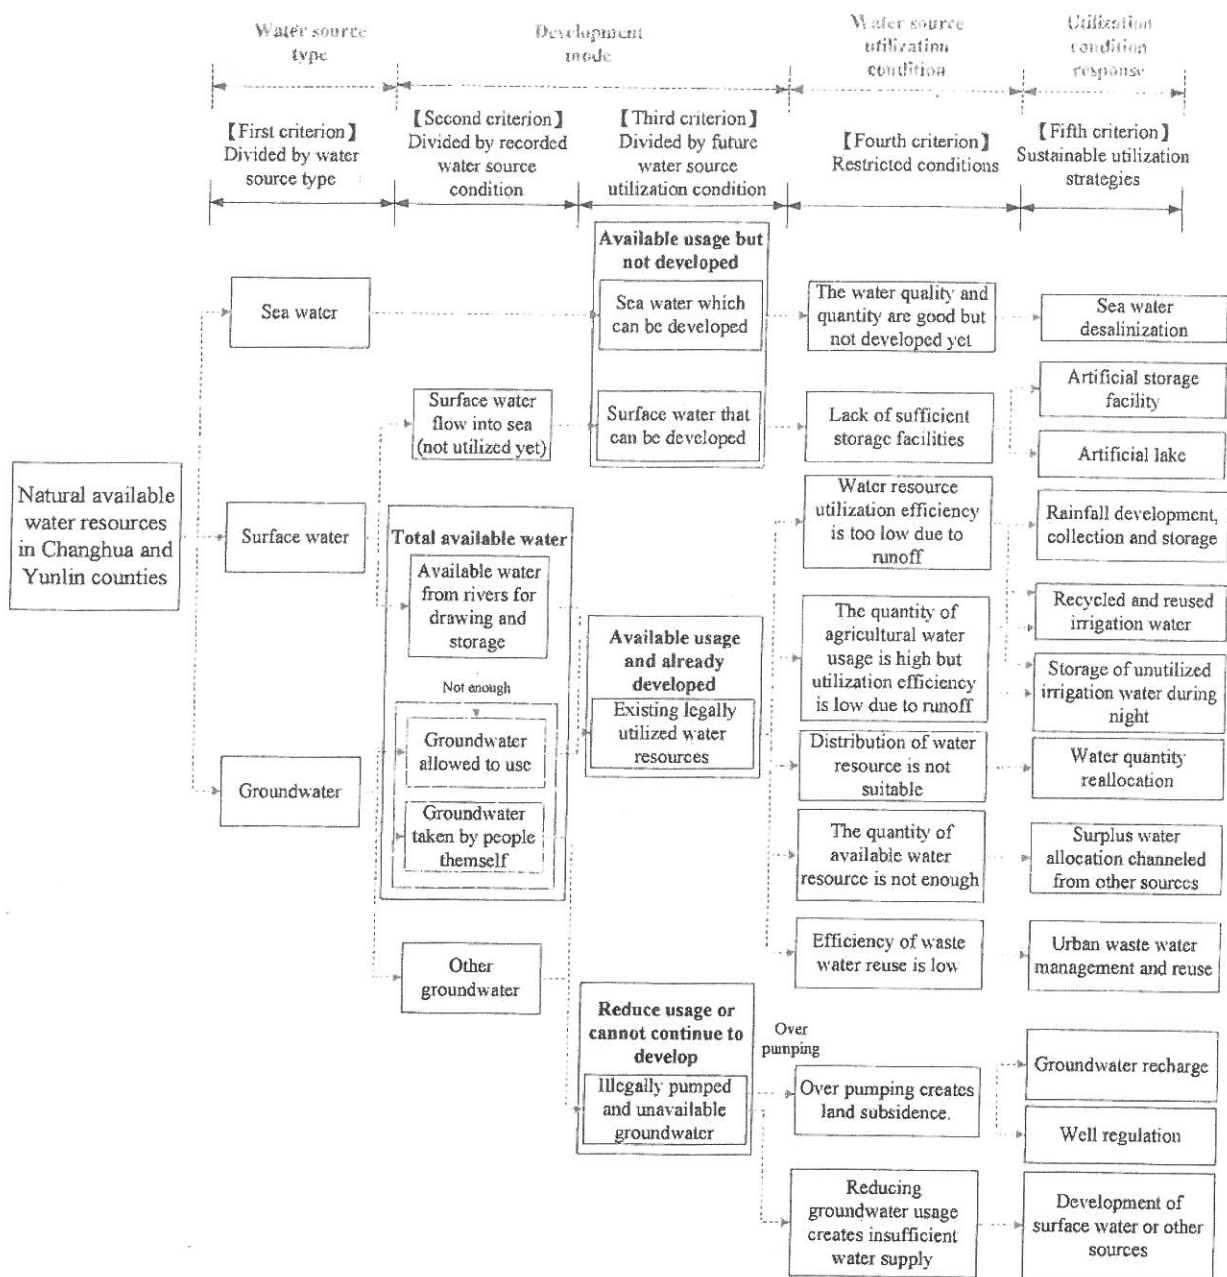 Water source
type
Development
mode
Water source
utilization
condition
Utilization
condition
response
【First criterion】
Divided by water
source type
【Second criterion】
Divided by recorded
water source
condition
【Third criterion】
Divided by future
water source
utilization condition
【Fourth criterion】
Restricted conditions
【Fifth criterion】
Sustainable utilization
strategies
Natural available
water resources
in Changhua and
Yunlin counties
Sea water
Surface water
Groundwater
Surface water
flow into sea
(not utilized yet)
Total available water
Available water
from rivers for
drawing and
storage
Not enough
Groundwater
allowed to use
Groundwater
taken by people
themself
Other
groundwater
Available usage but
not developed
Sea water which
can be developed
Surface water that
can be developed
Available usage
and already
developed
Existing legally
utilized water
resources
Reduce usage or
cannot continue to
develop
Illegally pumped
and unavailable
groundwater
Over
pumping
The water quality and
quantity are good but
not developed yet
Lack of sufficient
storage facilities
Water resource
utilization efficiency
is too low due to
runoff
The quantity of
agricultural water
usage is high but
utilization efficiency
is low due to runoff
Distribution of water
resource is not
suitable
The quantity of
available water
resource is not enough
Efficiency of waste
water reuse is low
Over pumping creates
land subsidence.
Reducing
groundwater usage
creates insufficient
water supply
Sea water
desalinization
Artificial storage
facility
Artificial lake
Rainfall development,
collection and storage
Recycled and reused
irrigation water
Storage of unutilized
irrigation water during
night
Water quantity
reallocation
Surplus water
allocation channeled
from other sources
Urban waste water
management and reuse
Groundwater recharge
Well regulation
Development of
surface water or other
sources